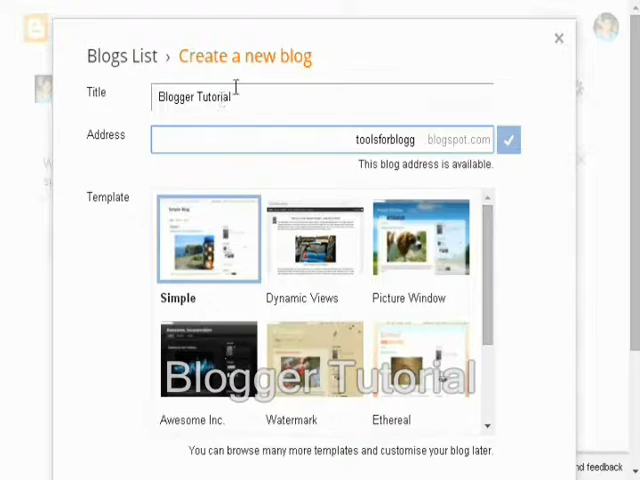 Blogs List › Create a new blog
Title
Blogger Tutorial
Address
toolsforblogg .blogspot.com
This blog address is available.
Template
Simple
Dynamic Views
Picture Window
Blogger Tutorial
Awesome Inc.
Watermark
Ethereal
You can browse many more templates and customise your blog later.
nd feedback